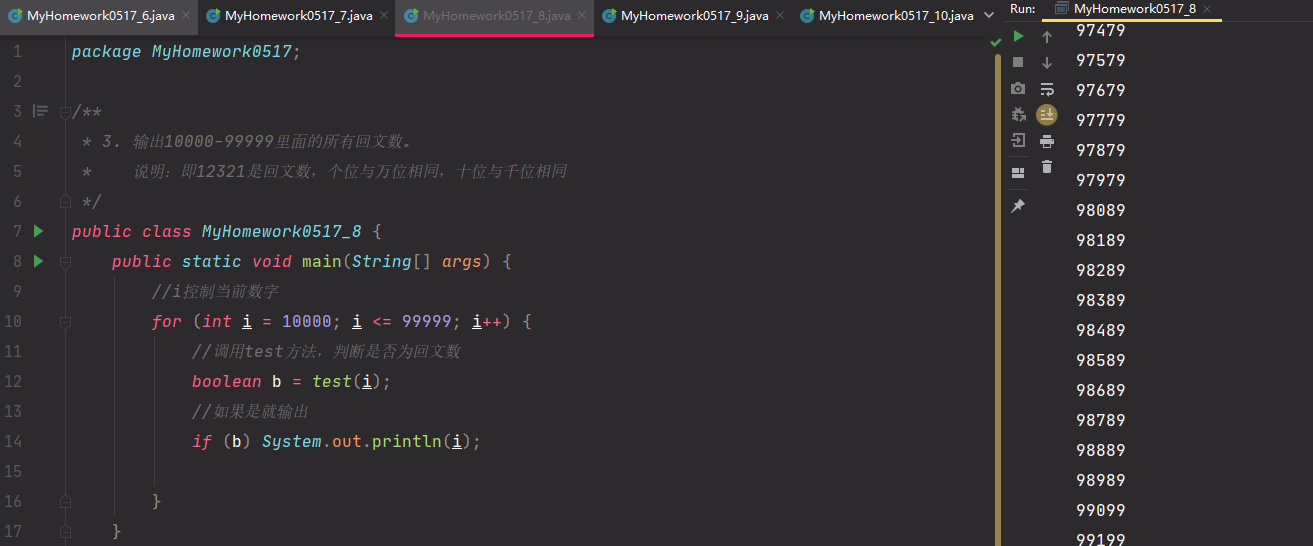 MyHomework0517_6.java MyHomework0517_7.java MyHomework0517_8.java MyHomework0517_9.java MyHomework0517_10.java
1 package MyHomework0517;
2
3 /**
4 * 3. 输出10000-99999里面的所有回文数。
5 * 说明: 即12321是回文数，个位与万位相同，十位与千位相同
6 */
7 public class MyHomework0517_8 {
8 public static void main(String[] args) {
9 //i控制当前数字
10 for (int i = 10000; i <= 99999; i++) {
11 //调用test方法，判断是否为回文数
12 boolean b = test(i);
13 //如果是就输出
14 if (b) System.out.println(i);
15
16 }
17 }
Run: MyHomework0517_8
97479
97579
97679
97779
97879
97979
98089
98189
98289
98389
98489
98589
98689
98789
98889
98989
99099
99199